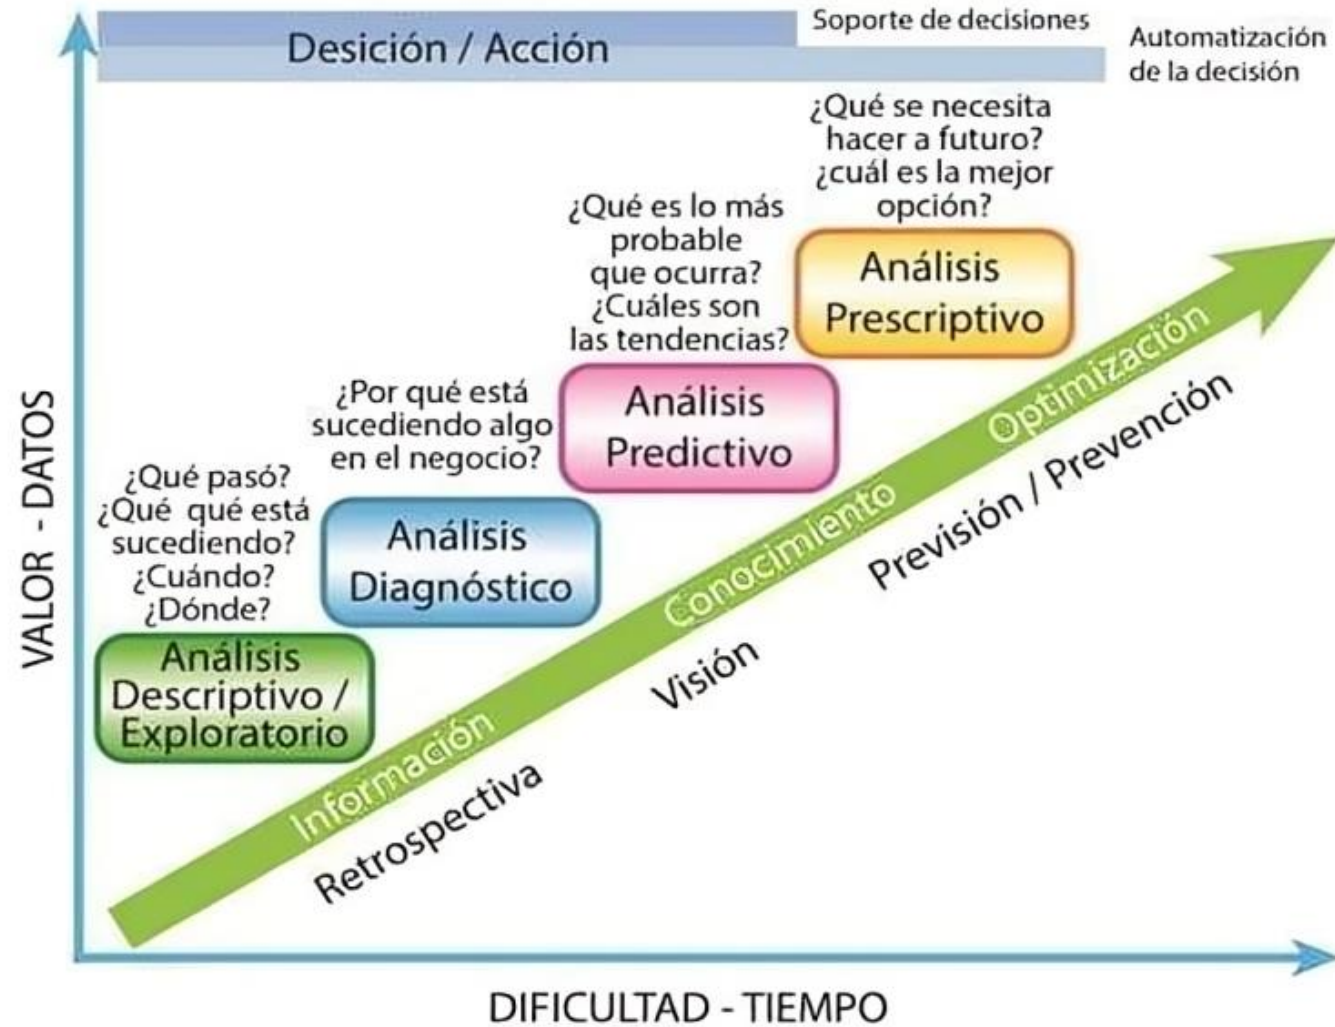 Desición / Acción
Soporte de decisiones
Automatización
de la decisión
¿Qué se necesita
hacer a futuro?
¿cuál es la mejor
opción?
Análisis
Prescriptivo
¿Qué es lo más
probable
que ocurra?
¿Cuáles son
las tendencias?
Análisis
Predictivo
¿Por qué está
sucediendo algo
en el negocio?
Análisis
Diagnóstico
¿Qué pasó?
¿Qué qué está
sucediendo?
¿Cuándo?
¿Dónde?
Análisis
Descriptivo /
Exploratorio
Información
Conocimiento
Optimización
Retrospectiva
Visión
Previsión / Prevención
VALOR - DATOS
DIFICULTAD - TIEMPO